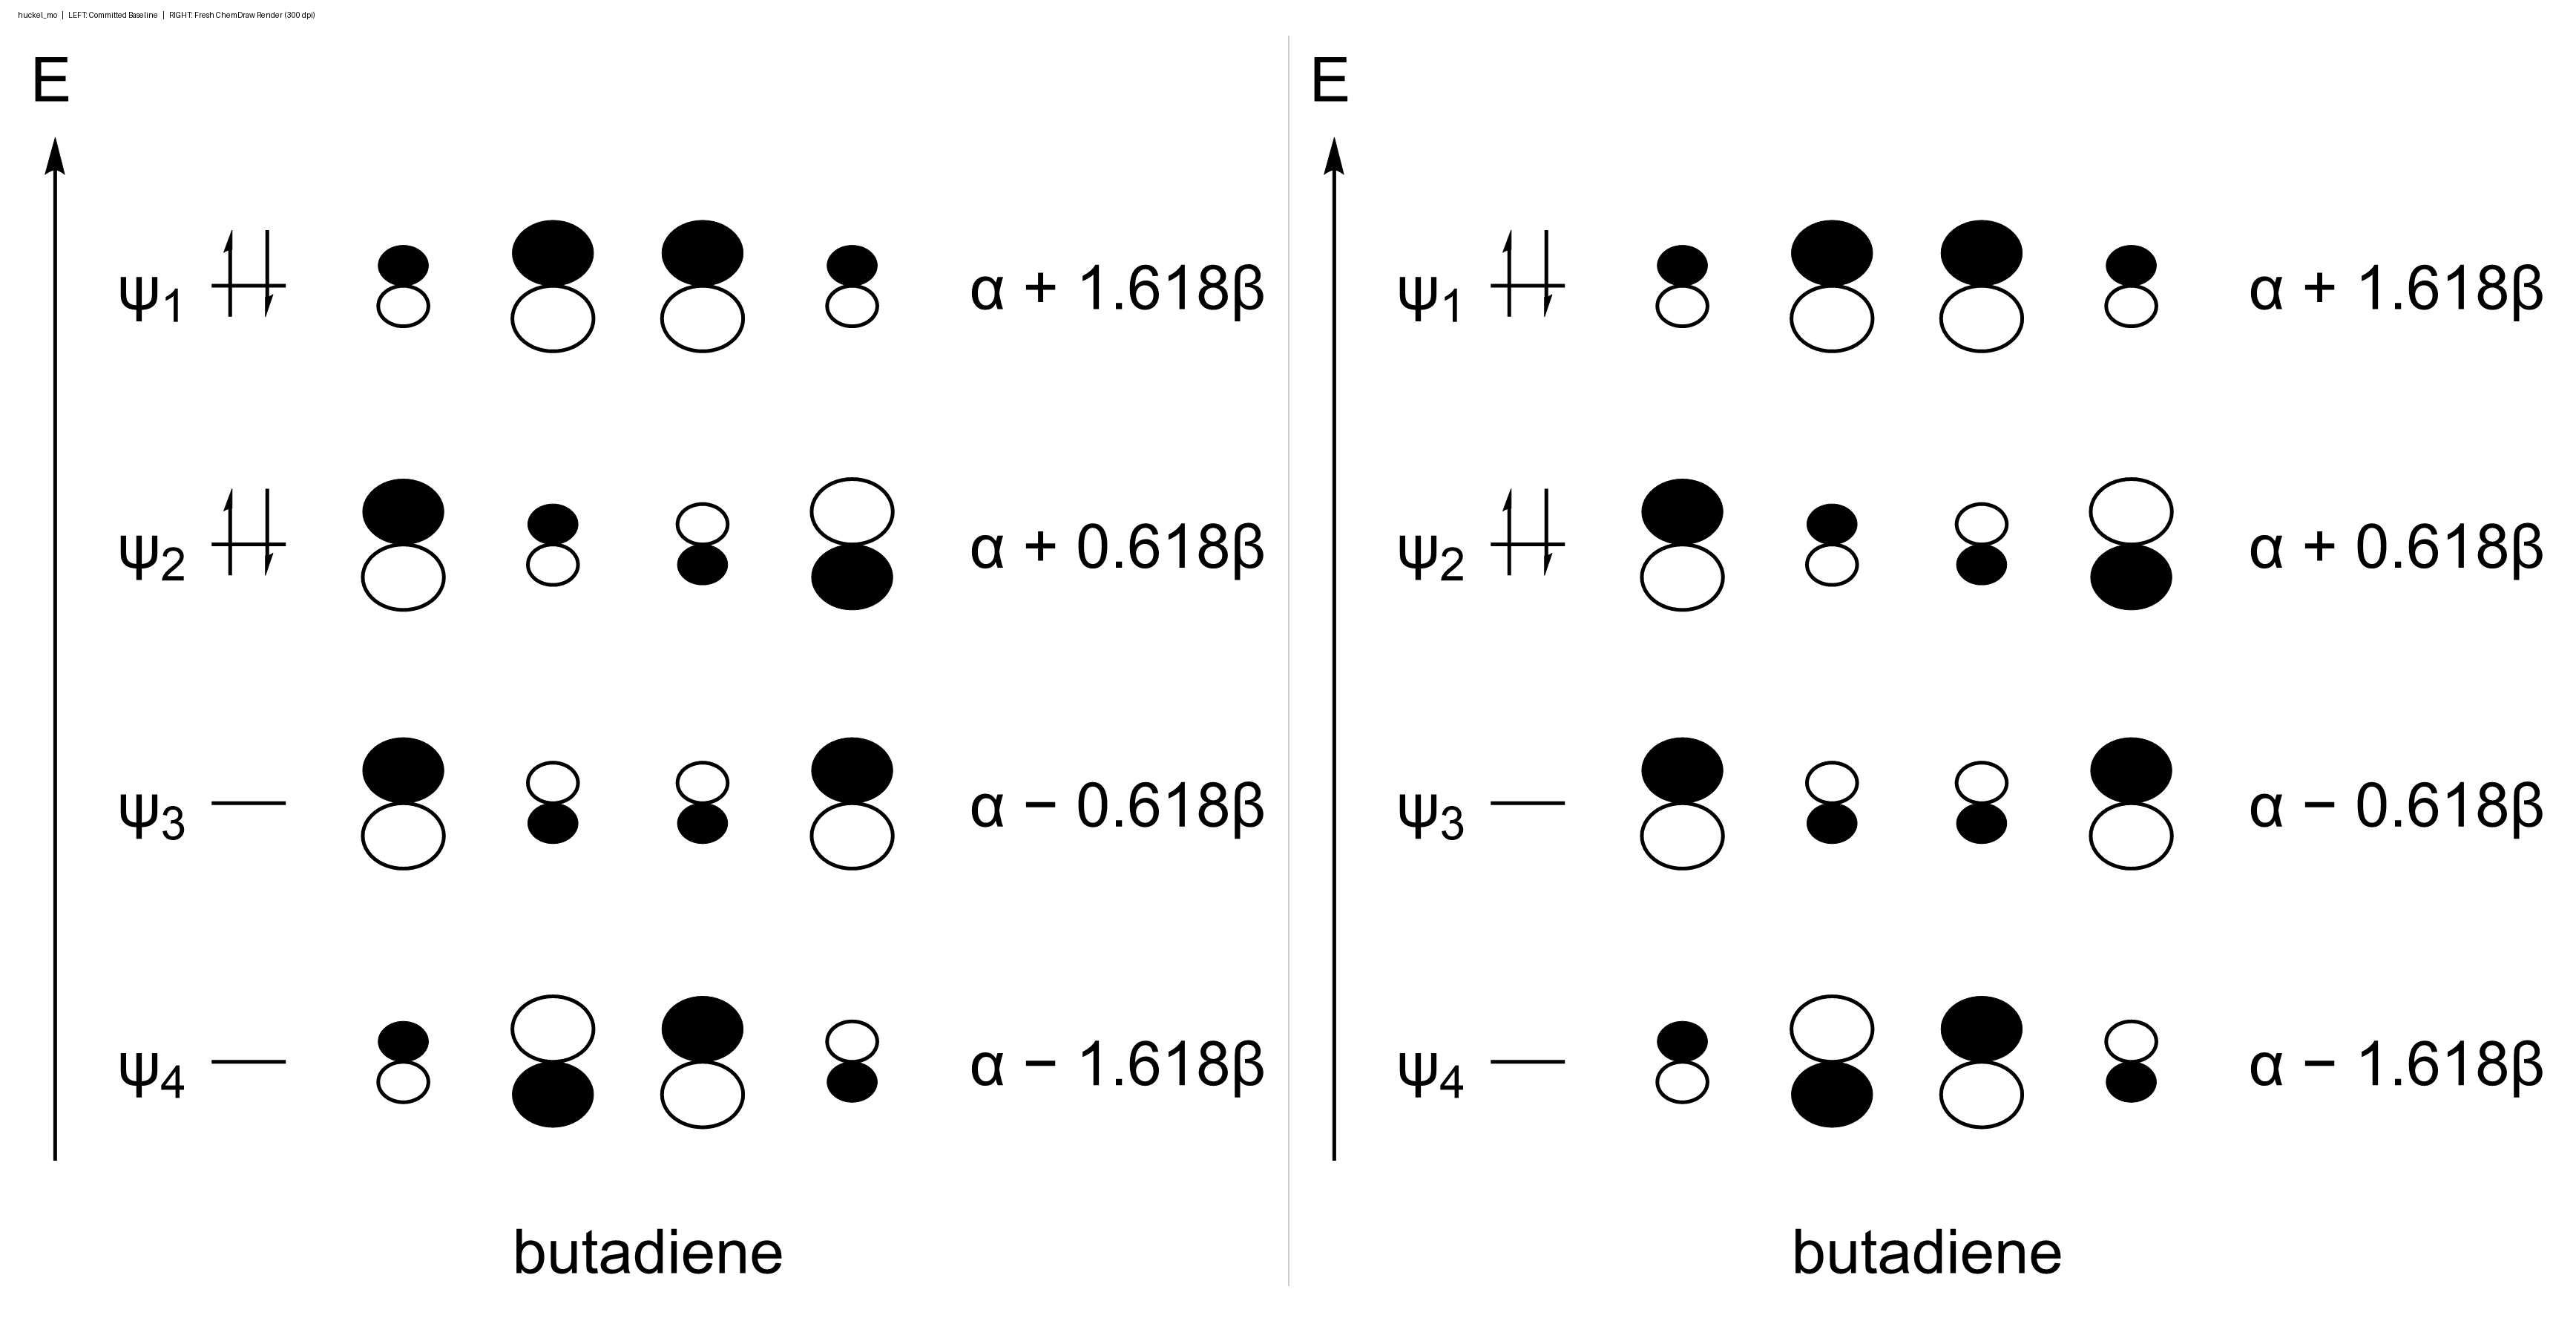 huckel_mo | LEFT: Committed Baseline | RIGHT: Fresh ChemDraw Render (300 dpi)
E
ψ1 α + 1.618β
ψ2 α + 0.618β
ψ3 α − 0.618β
ψ4 α − 1.618β
butadiene
E
ψ1 α + 1.618β
ψ2 α + 0.618β
ψ3 α − 0.618β
ψ4 α − 1.618β
butadiene